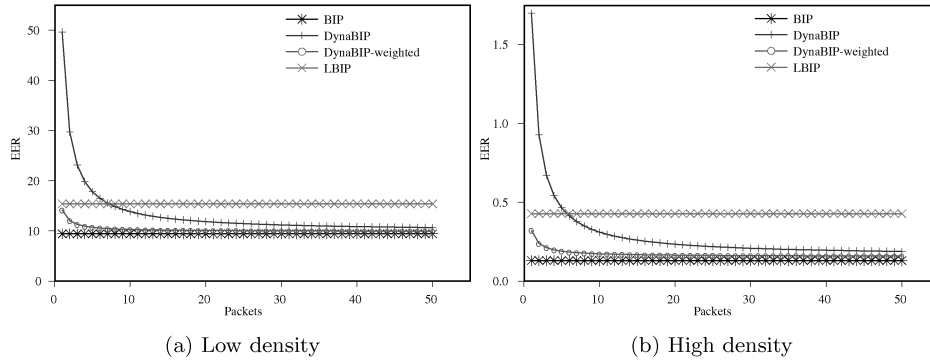 BIP
DynaBIP
DynaBIP-weighted
LBIP
50
40
30
20
10
0
EER
0 10 20 30 40 50
Packets
(a) Low density
BIP
DynaBIP
DynaBIP-weighted
LBIP
1.5
1.0
0.5
0.0
EER
0 10 20 30 40 50
Packets
(b) High density